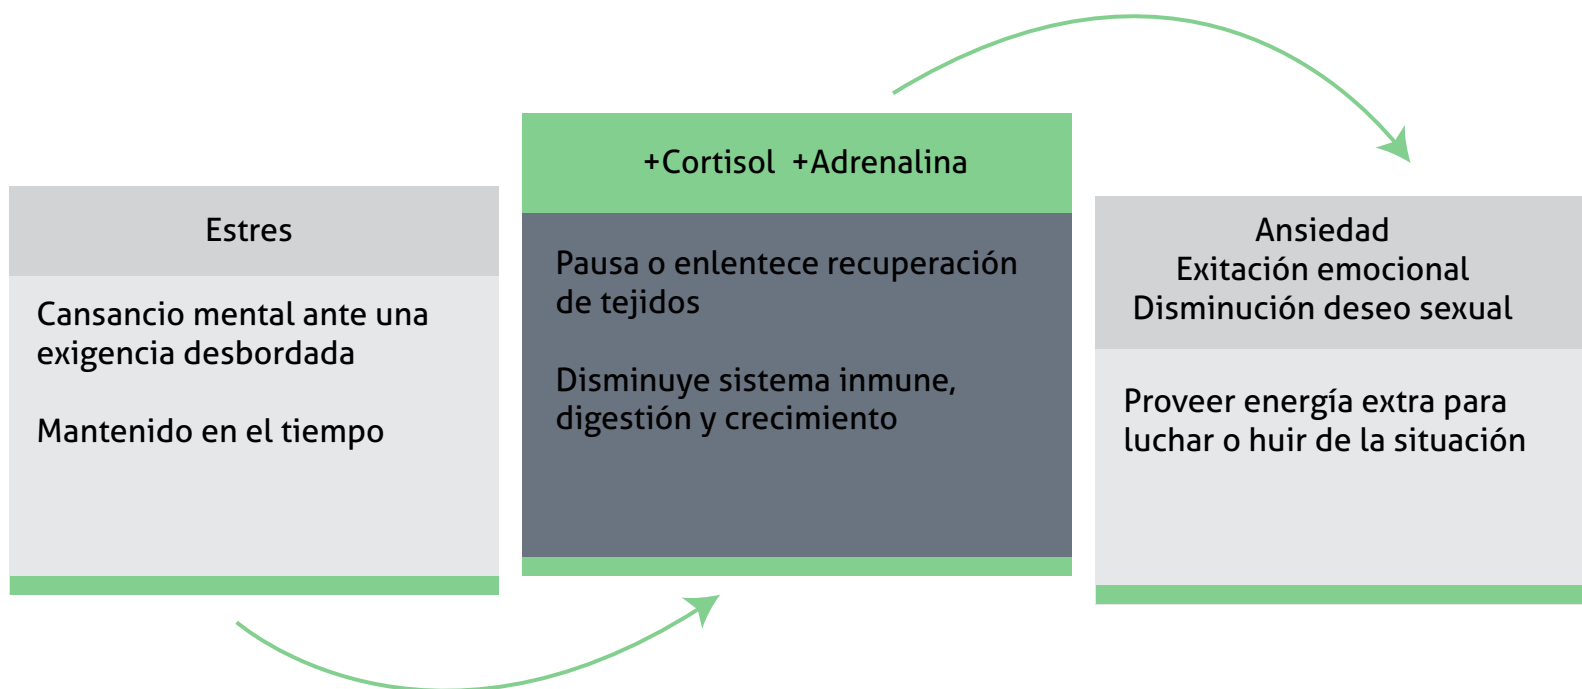 Estres
Cansancio mental ante una
exigencia desbordada
Mantenido en el tiempo
+Cortisol +Adrenalina
Pausa o enlentece recuperación
de tejidos
Disminuye sistema inmune,
digestión y crecimiento
Ansiedad
Exitación emocional
Disminución deseo sexual
Proveer energía extra para
luchar o huir de la situación